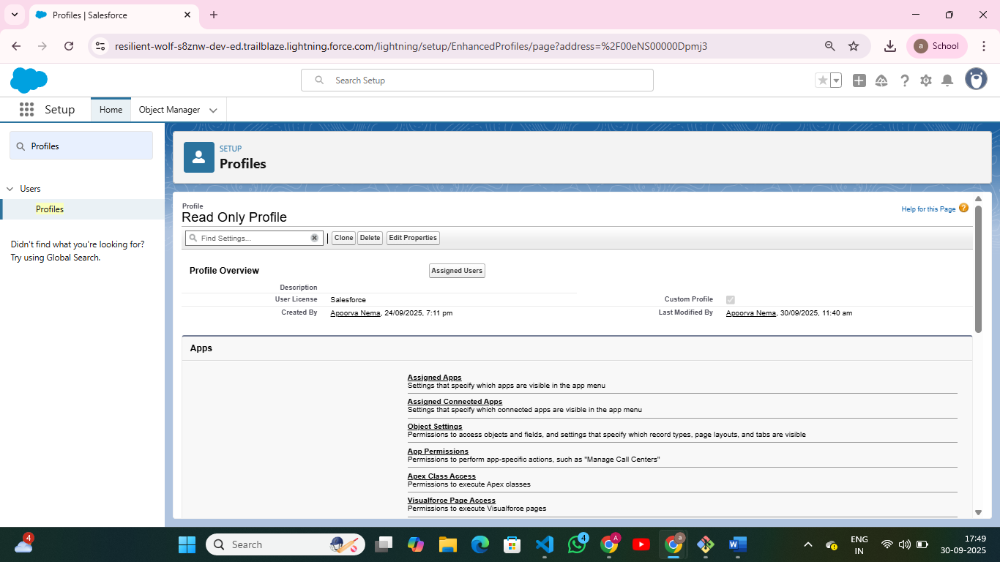 Profiles | Salesforce
resilient-wolf-s8znw-dev-ed.trailblaze.lightning.force.com/lightning/setup/EnhancedProfiles/page?address=%2F00eNS00000Dpmj3
a School
Search Setup
Setup Home Object Manager
Profiles
Users
Profiles
Didn't find what you're looking for?
Try using Global Search.
SETUP
Profiles
Profile
Read Only Profile
Help for this Page ?
Find Settings... | Clone Delete Edit Properties
Profile Overview Assigned Users
Description
User License Salesforce Custom Profile
Created By Apoorva Nema, 24/09/2025, 7:11 pm Last Modified By Apoorva Nema, 30/09/2025, 11:40 am
Apps
Assigned Apps
Settings that specify which apps are visible in the app menu
Assigned Connected Apps
Settings that specify which connected apps are visible in the app menu
Object Settings
Permissions to access objects and fields, and settings that specify which record types, page layouts, and tabs are visible
App Permissions
Permissions to perform app-specific actions, such as "Manage Call Centers"
Apex Class Access
Permissions to execute Apex classes
Visualforce Page Access
Permissions to execute Visualforce pages
4
Search
4
A
a
ENG
IN
17:49
30-09-2025